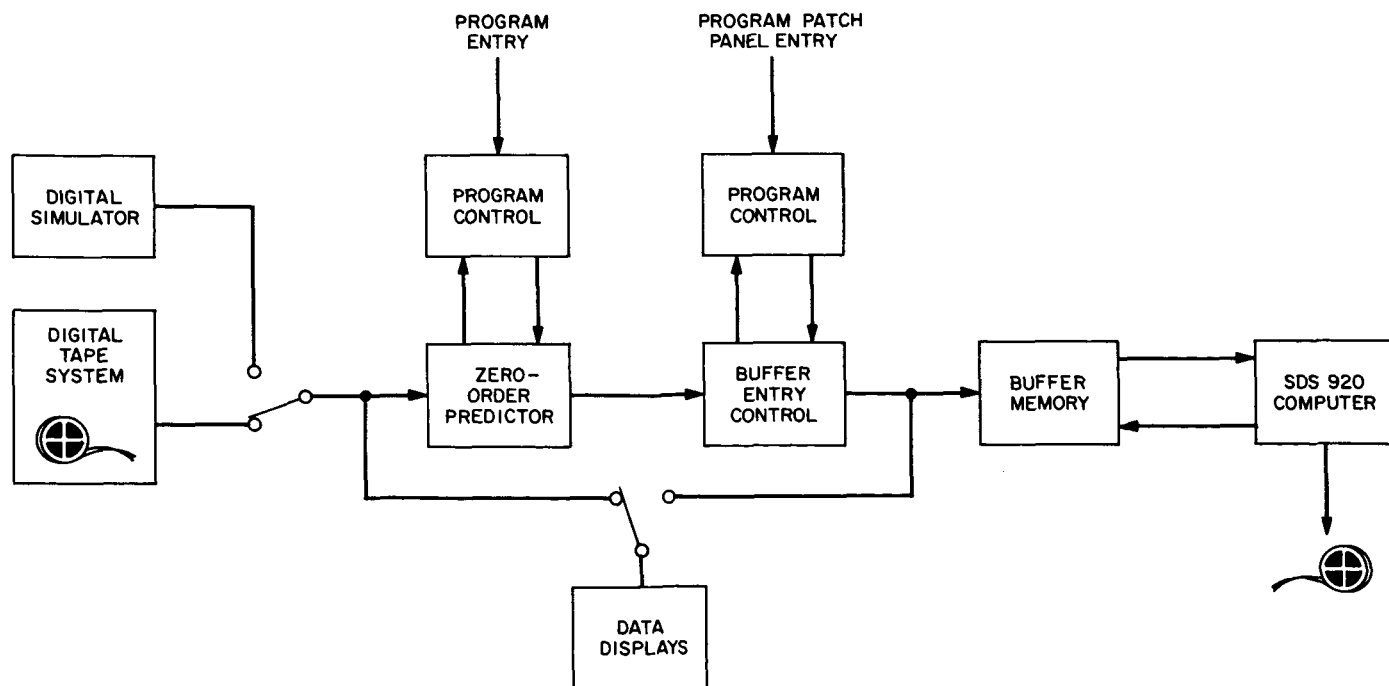 PROGRAM
ENTRY
PROGRAM PATCH
PANEL ENTRY
DIGITAL
SIMULATOR
PROGRAM
CONTROL
PROGRAM
CONTROL
DIGITAL
TAPE
SYSTEM
ZERO-
ORDER
PREDICTOR
BUFFER
ENTRY
CONTROL
BUFFER
MEMORY
SDS 920
COMPUTER
DATA
DISPLAYS